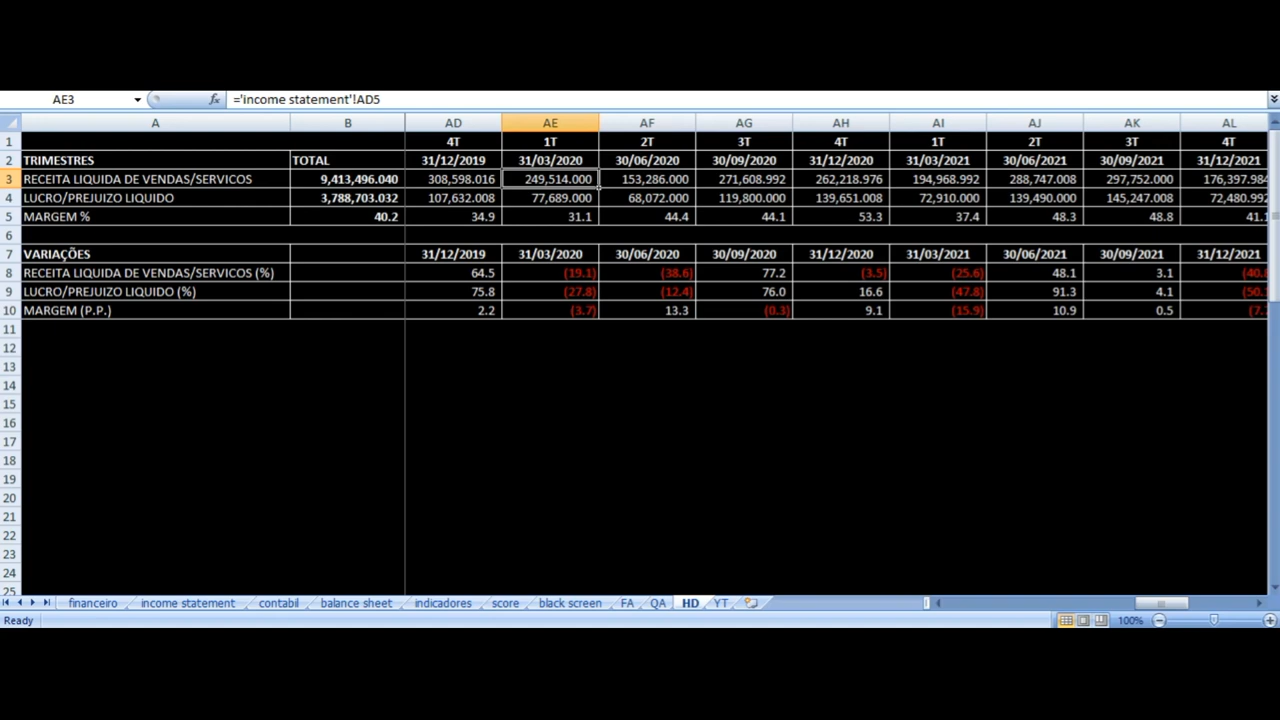 AE3 fx ='income statement'!AD5
A B AD AE AF AG AH AI AJ AK AL
1 4T 1T 2T 3T 4T 1T 2T 3T 4T
2 TRIMESTRES TOTAL 31/12/2019 31/03/2020 30/06/2020 30/09/2020 31/12/2020 31/03/2021 30/06/2021 30/09/2021 31/12/2021
3 RECEITA LIQUIDA DE VENDAS/SERVICOS 9,413,496.040 308,598.016 249,514.000 153,286.000 271,608.992 262,218.976 194,968.992 288,747.008 297,752.000 176,397.984
4 LUCRO/PREJUIZO LIQUIDO 3,788,703.032 107,632.008 77,689.000 68,072.000 119,800.000 139,651.008 72,910.000 139,490.000 145,247.008 72,480.992
5 MARGEM % 40.2 34.9 31.1 44.4 44.1 53.3 37.4 48.3 48.8 41.1
6
7 VARIAÇÕES 31/12/2019 31/03/2020 30/06/2020 30/09/2020 31/12/2020 31/03/2021 30/06/2021 30/09/2021 31/12/2021
8 RECEITA LIQUIDA DE VENDAS/SERVICOS (%) 64.5 (19.1) (38.6) 77.2 (3.5) (25.6) 48.1 3.1 (40.8
9 LUCRO/PREJUIZO LIQUIDO (%) 75.8 (27.8) (12.4) 76.0 16.6 (47.8) 91.3 4.1 (50.
10 MARGEM (P.P.) 2.2 (3.7) 13.3 (0.3) 9.1 (15.9) 10.9 0.5 (7.
11
12
13
14
15
16
17
18
19
20
21
22
23
24
25
financeiro income statement contabil balance sheet indicadores score black screen FA QA HD YT
Ready 100%